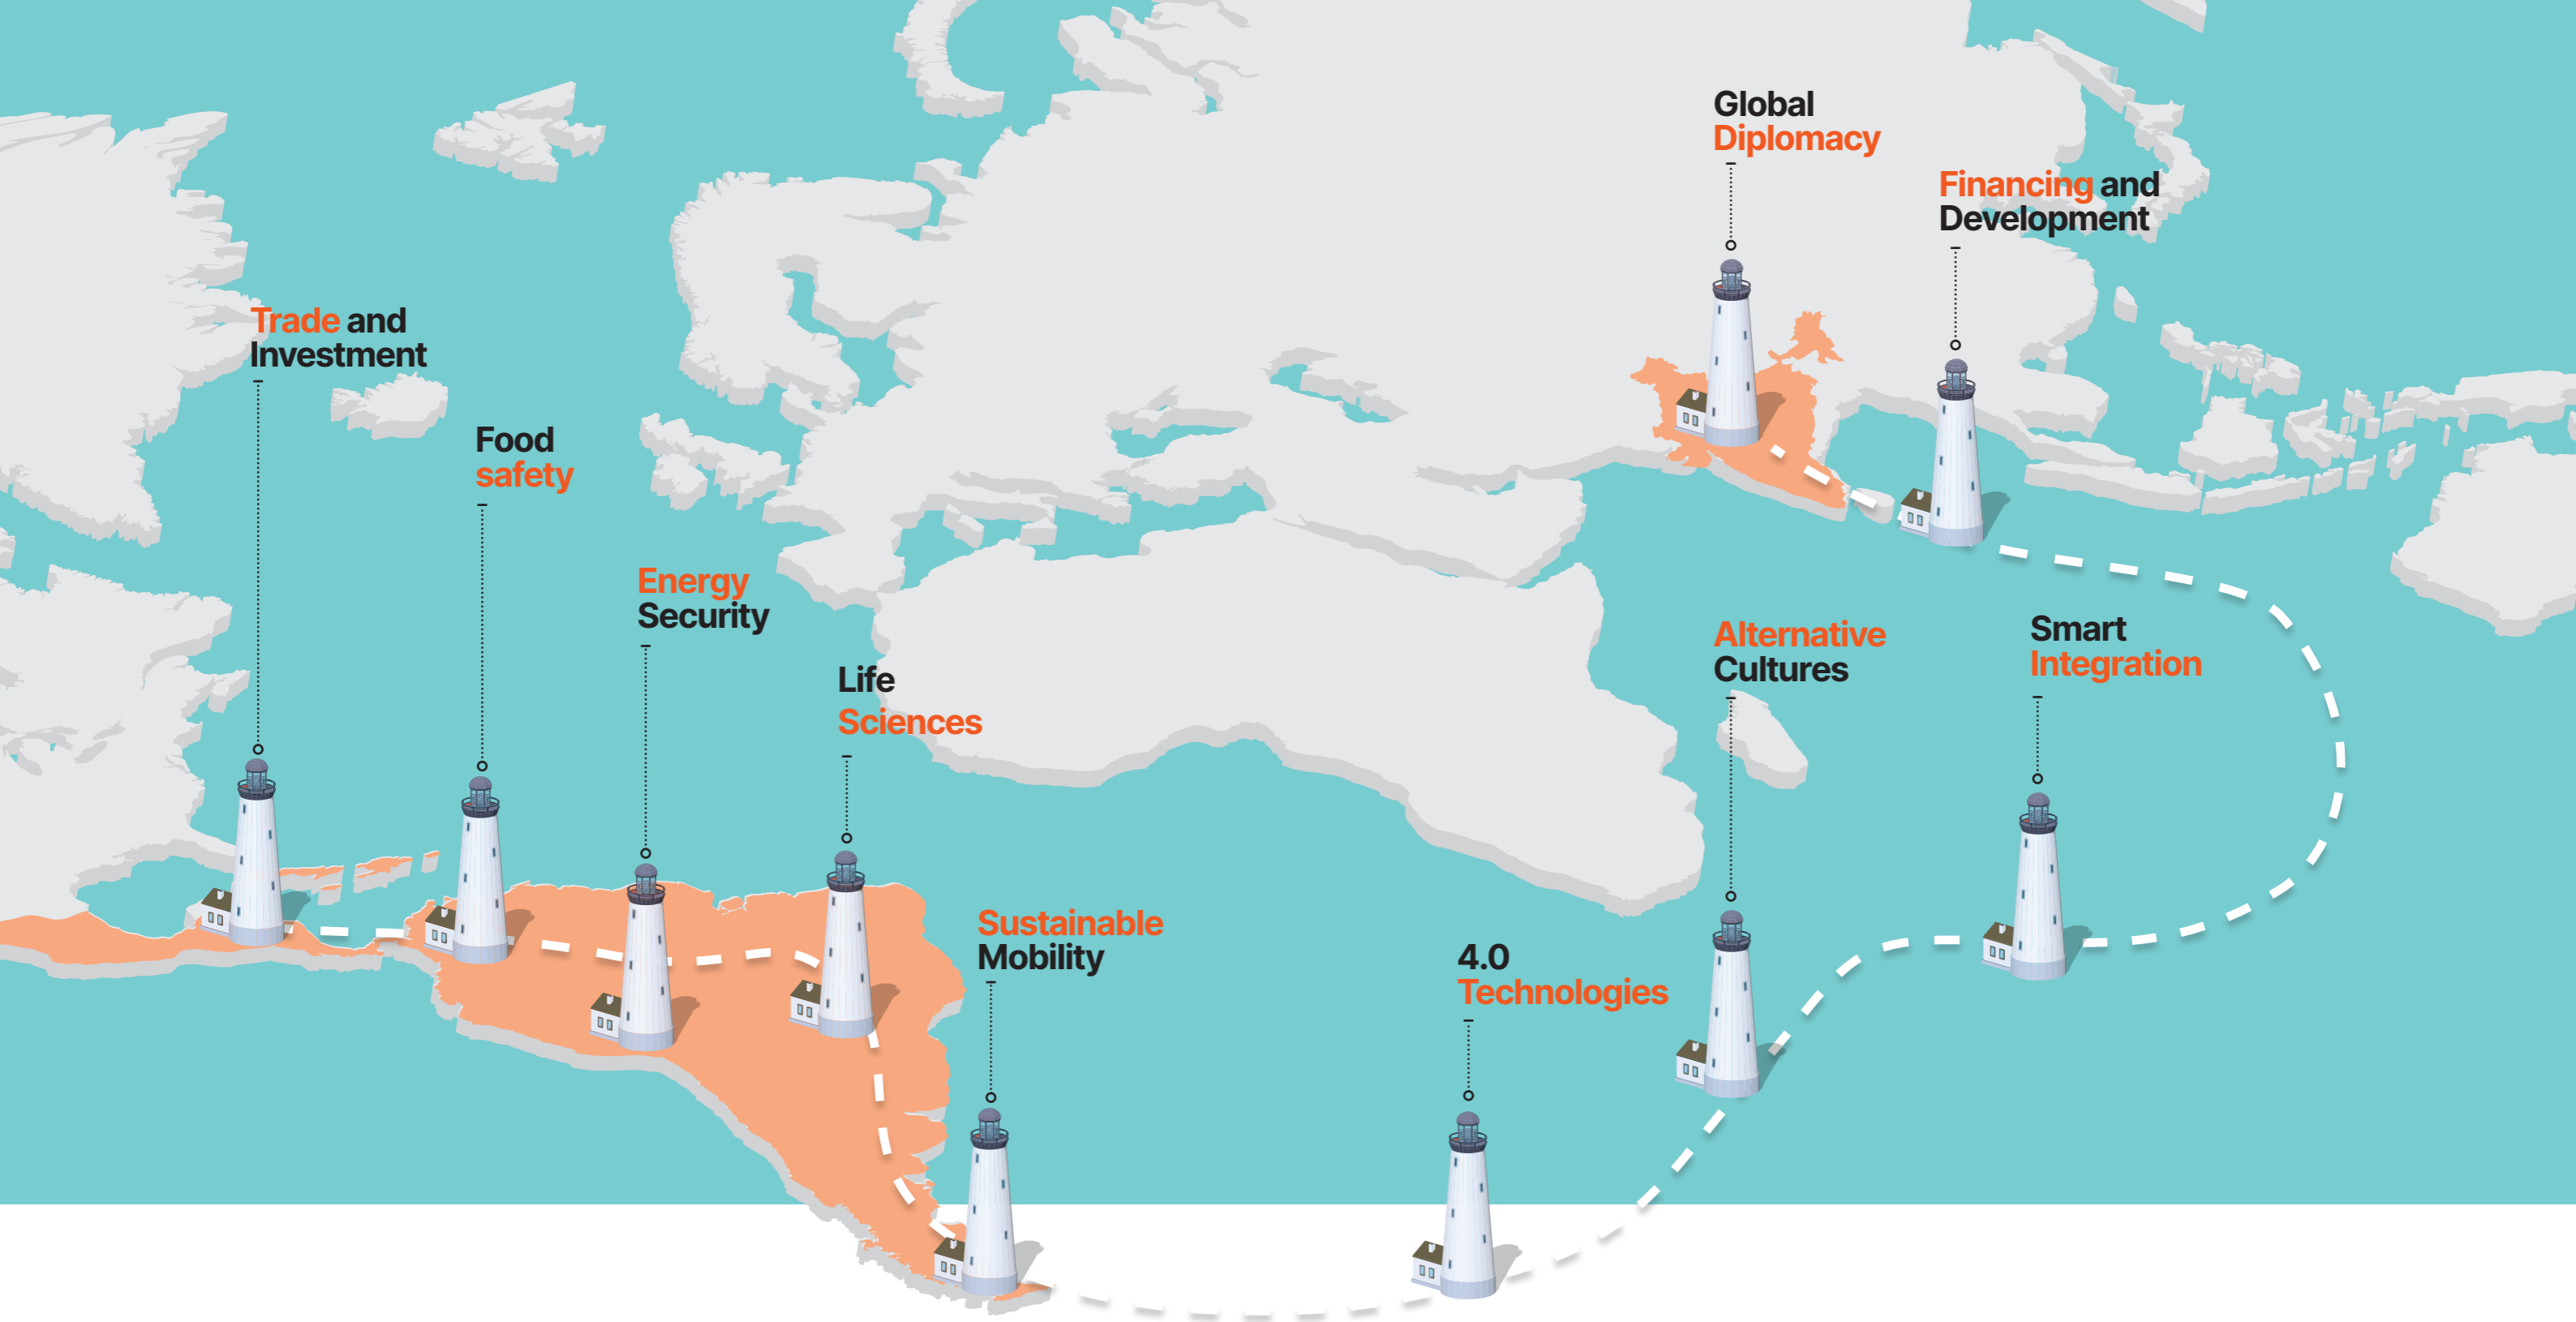 Global
Diplomacy
Financing and
Development
Trade and
Investment
Food
safety
Energy
Security
Life
Sciences
Alternative
Cultures
Smart
Integration
Sustainable
Mobility
4.0
Technologies